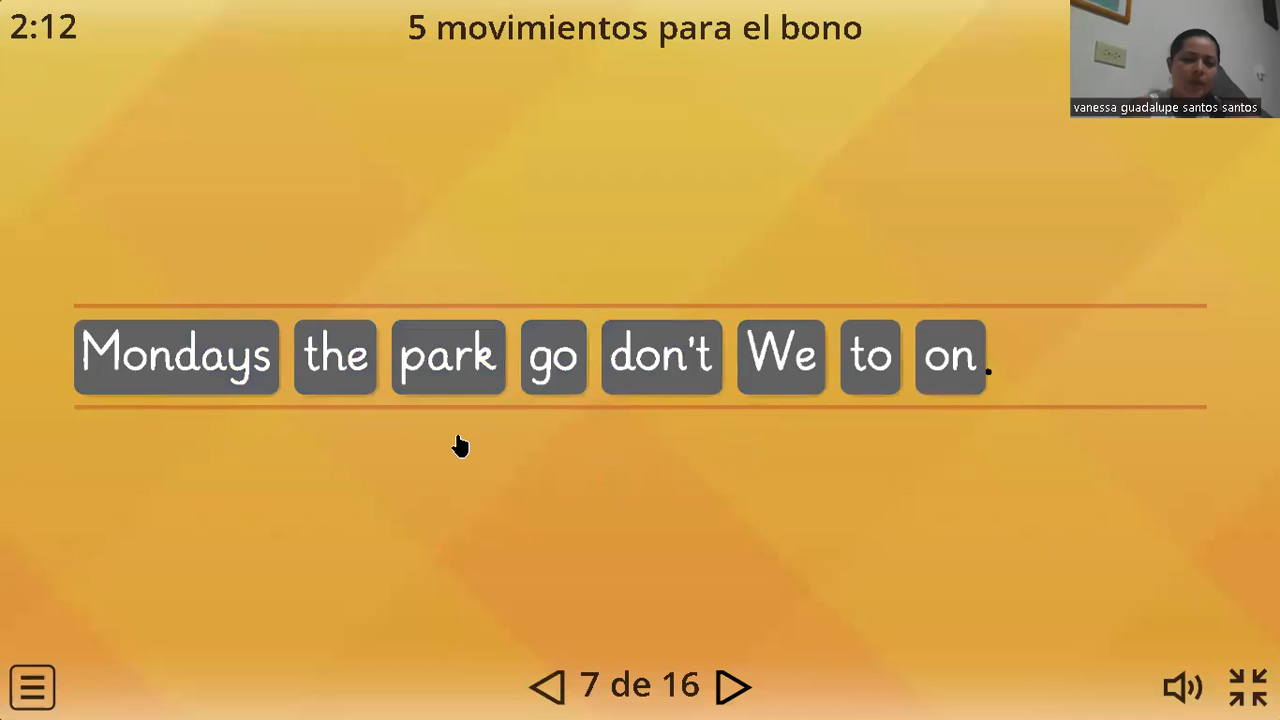 2:12
5 movimientos para el bono
vanessa guadalupe santos santos
Mondays the park go don't We to on.
7 de 16